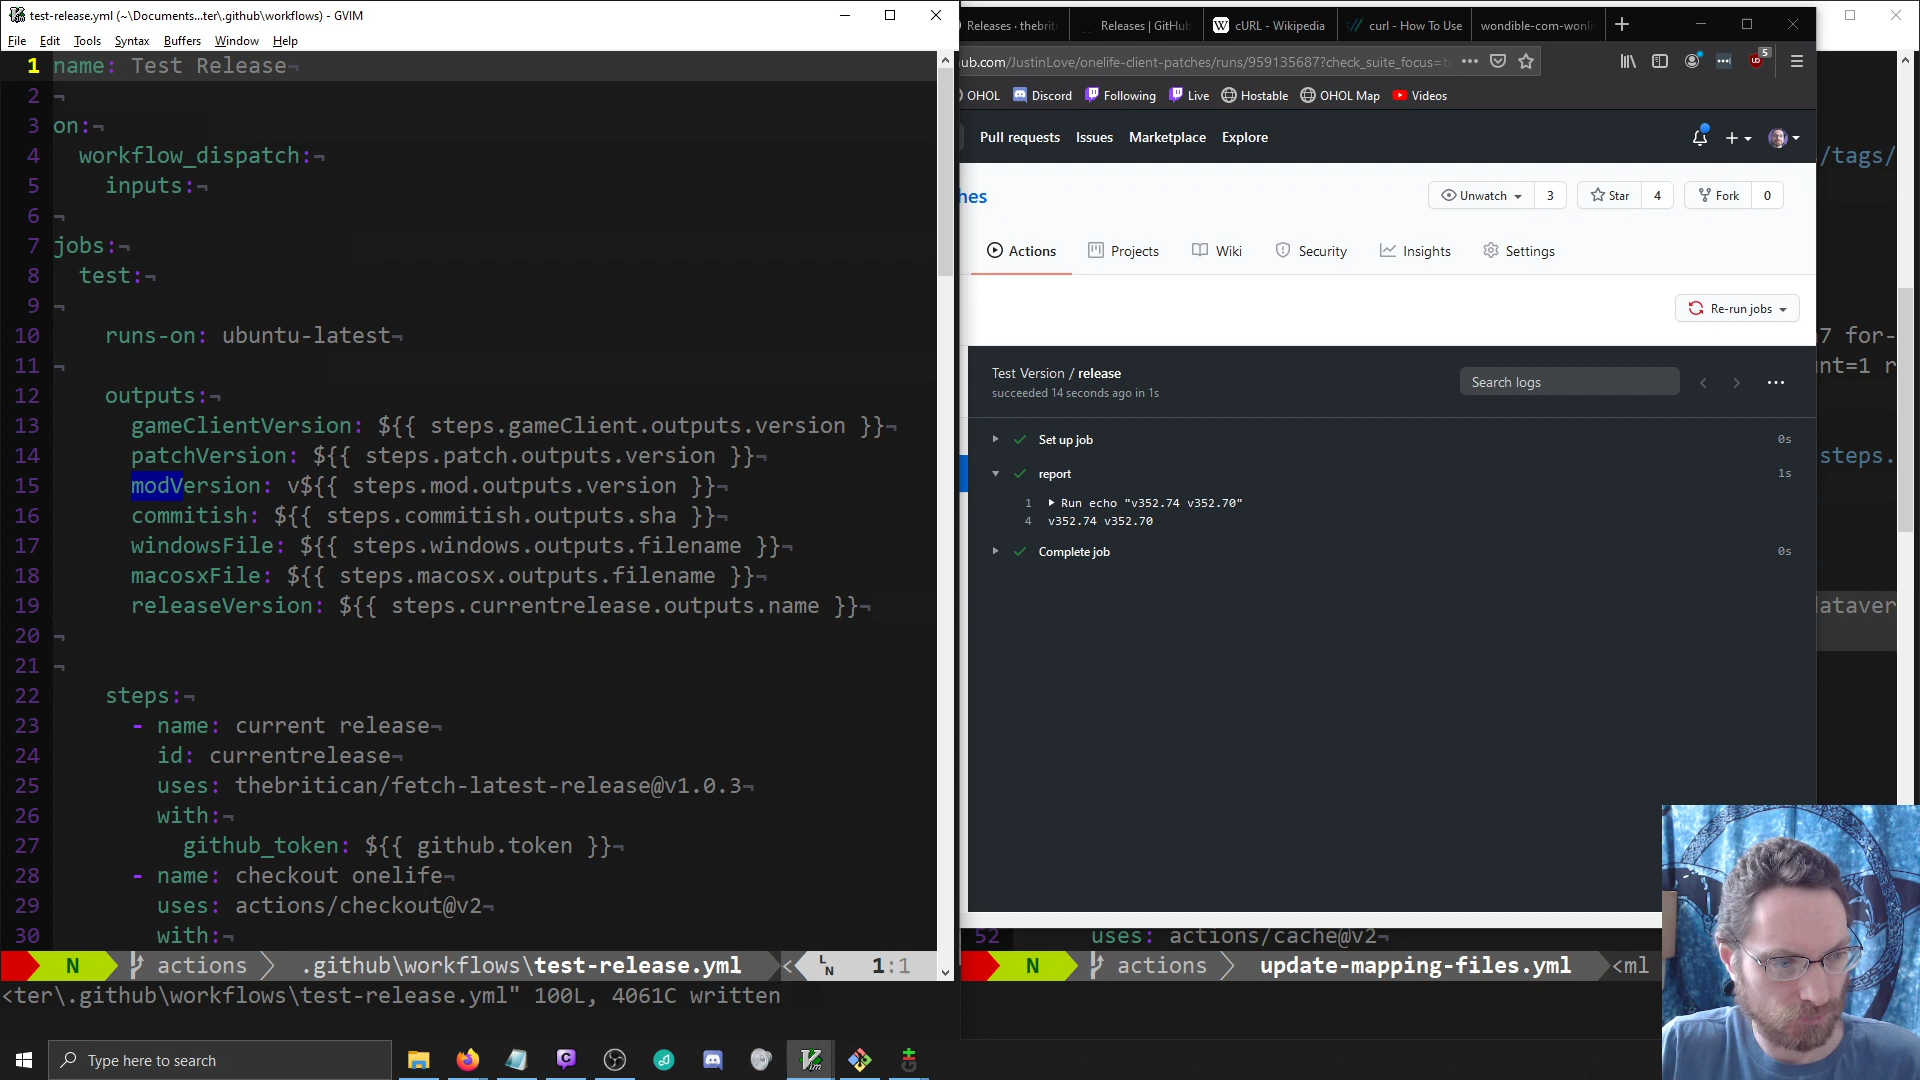 test-release.yml (~\Documents...ter\.github\workflows) - GVIM
File Edit Tools Syntax Buffers Window Help
1 name: Test Release¬
2 ¬
3 on:¬
4 workflow_dispatch:¬
5 inputs:¬
6 ¬
7 jobs:¬
8 test:¬
9 ¬
10 runs-on: ubuntu-latest¬
11 ¬
12 outputs:¬
13 gameClientVersion: ${{ steps.gameClient.outputs.version }}¬
14 patchVersion: ${{ steps.patch.outputs.version }}¬
15 modVersion: v${{ steps.mod.outputs.version }}¬
16 commitish: ${{ steps.commitish.outputs.sha }}¬
17 windowsFile: ${{ steps.windows.outputs.filename }}¬
18 macosxFile: ${{ steps.macosx.outputs.filename }}¬
19 releaseVersion: ${{ steps.currentrelease.outputs.name }}¬
20 ¬
21 ¬
22 steps:¬
23 - name: current release¬
24 id: currentrelease¬
25 uses: thebritican/fetch-latest-release@v1.0.3¬
26 with:¬
27 github_token: ${{ github.token }}¬
28 - name: checkout onelife¬
29 uses: actions/checkout@v2¬
30 with:¬
N actions .github\workflows\test-release.yml < LN 1:1
<ter\.github\workflows\test-release.yml" 100L, 4061C written
Type here to search
Releases · thebriti
Releases | GitHub
cURL - Wikipedia
curl - How To Use
wondible-com-wonl
ub.com/JustinLove/onelife-client-patches/runs/959135687?check_suite_focus=t
5
OHOL Discord Following Live Hostable OHOL Map Videos
Pull requests Issues Marketplace Explore
hes
Unwatch 3 Star 4 Fork 0
Actions Projects Wiki Security Insights Settings
Re-run jobs
Test Version / release
succeeded 14 seconds ago in 1s
Search logs
Set up job 0s
report 1s
1 Run echo "v352.74 v352.70"
4 v352.74 v352.70
Complete job 0s
/tags/
7 for-
nt=1 r
steps.
ataver
52 uses: actions/cache@v2¬
N actions update-mapping-files.yml <ml